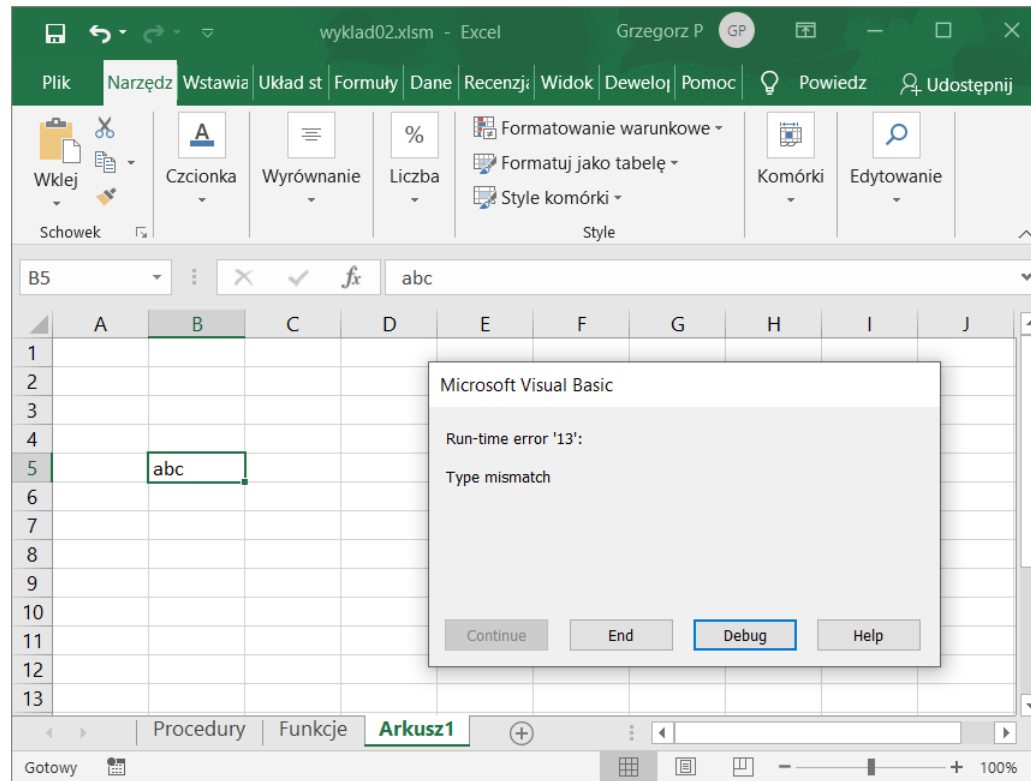 wyklad02.xlsm - Excel Grzegorz P GP
Plik Narzędz Wstawia Układ st Formuły Dane Recenzja Widok Dewelop Pomoc Powiedz Udostępnij
Wklej Czcionka Wyrównanie % Liczba Formatowanie warunkowe Komórki Edytowanie
Formatuj jako tabelę
Style komórki
Schowek Style
B5 fx abc
A B C D E F G H I J
1
2
3
4
5 abc
6
7
8
9
10
11
12
13
Microsoft Visual Basic
Run-time error '13':
Type mismatch
Continue End Debug Help
Procedury Funkcje Arkusz1
Gotowy 100%